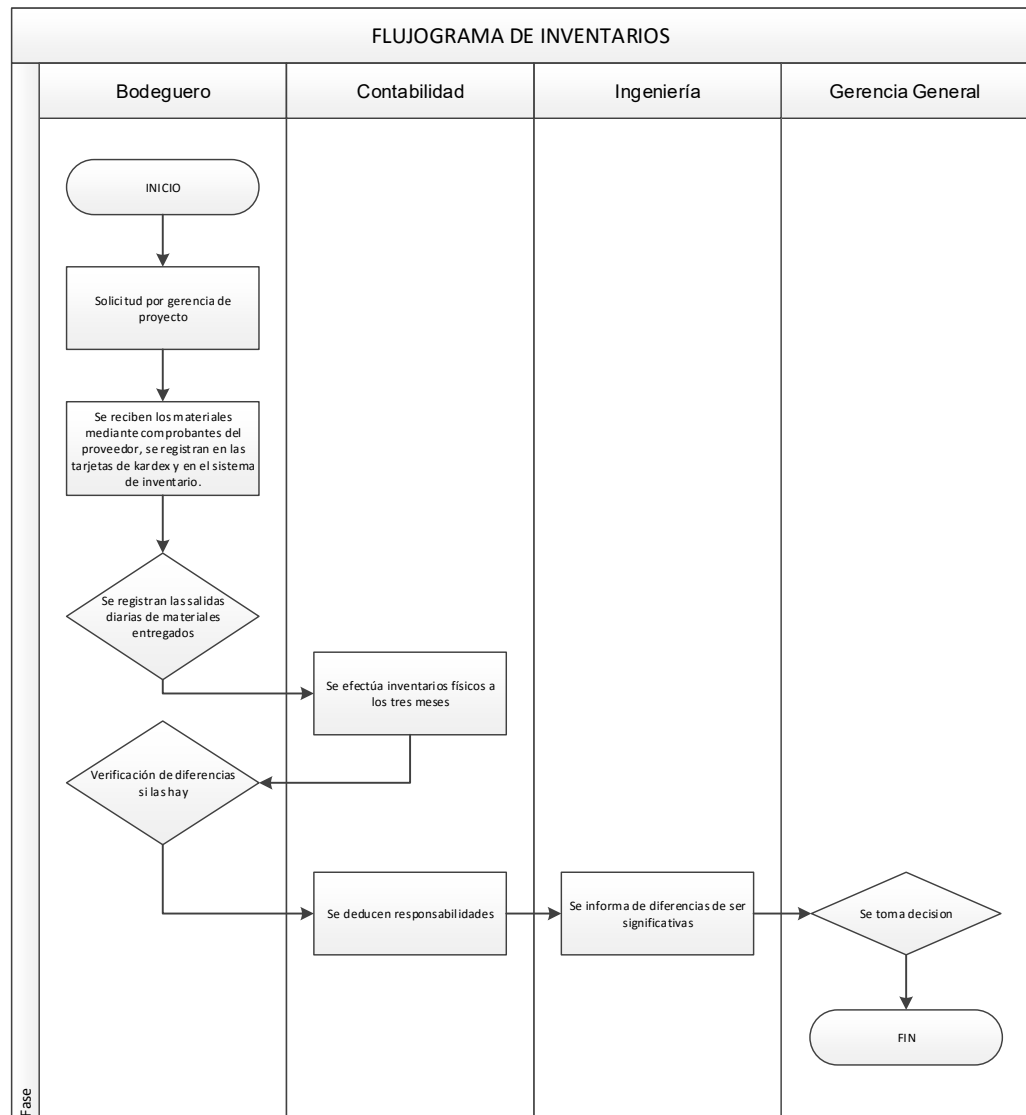 FLUJOGRAMA DE INVENTARIOS
Bodeguero
Contabilidad
Ingeniería
Gerencia General
INICIO
Solicitud por gerencia de
proyecto
Se reciben los materiales
mediante comprobantes del
proveedor, se registran en las
tarjetas de kardex y en el sistema
de inventario.
Se registran las salidas
diarias de materiales
entregados
Se efectúa inventarios físicos a
los tres meses
Verificación de diferencias
si las hay
Se deducen responsabilidades
Se informa de diferencias de ser
significativas
Se toma decision
FIN
Fase